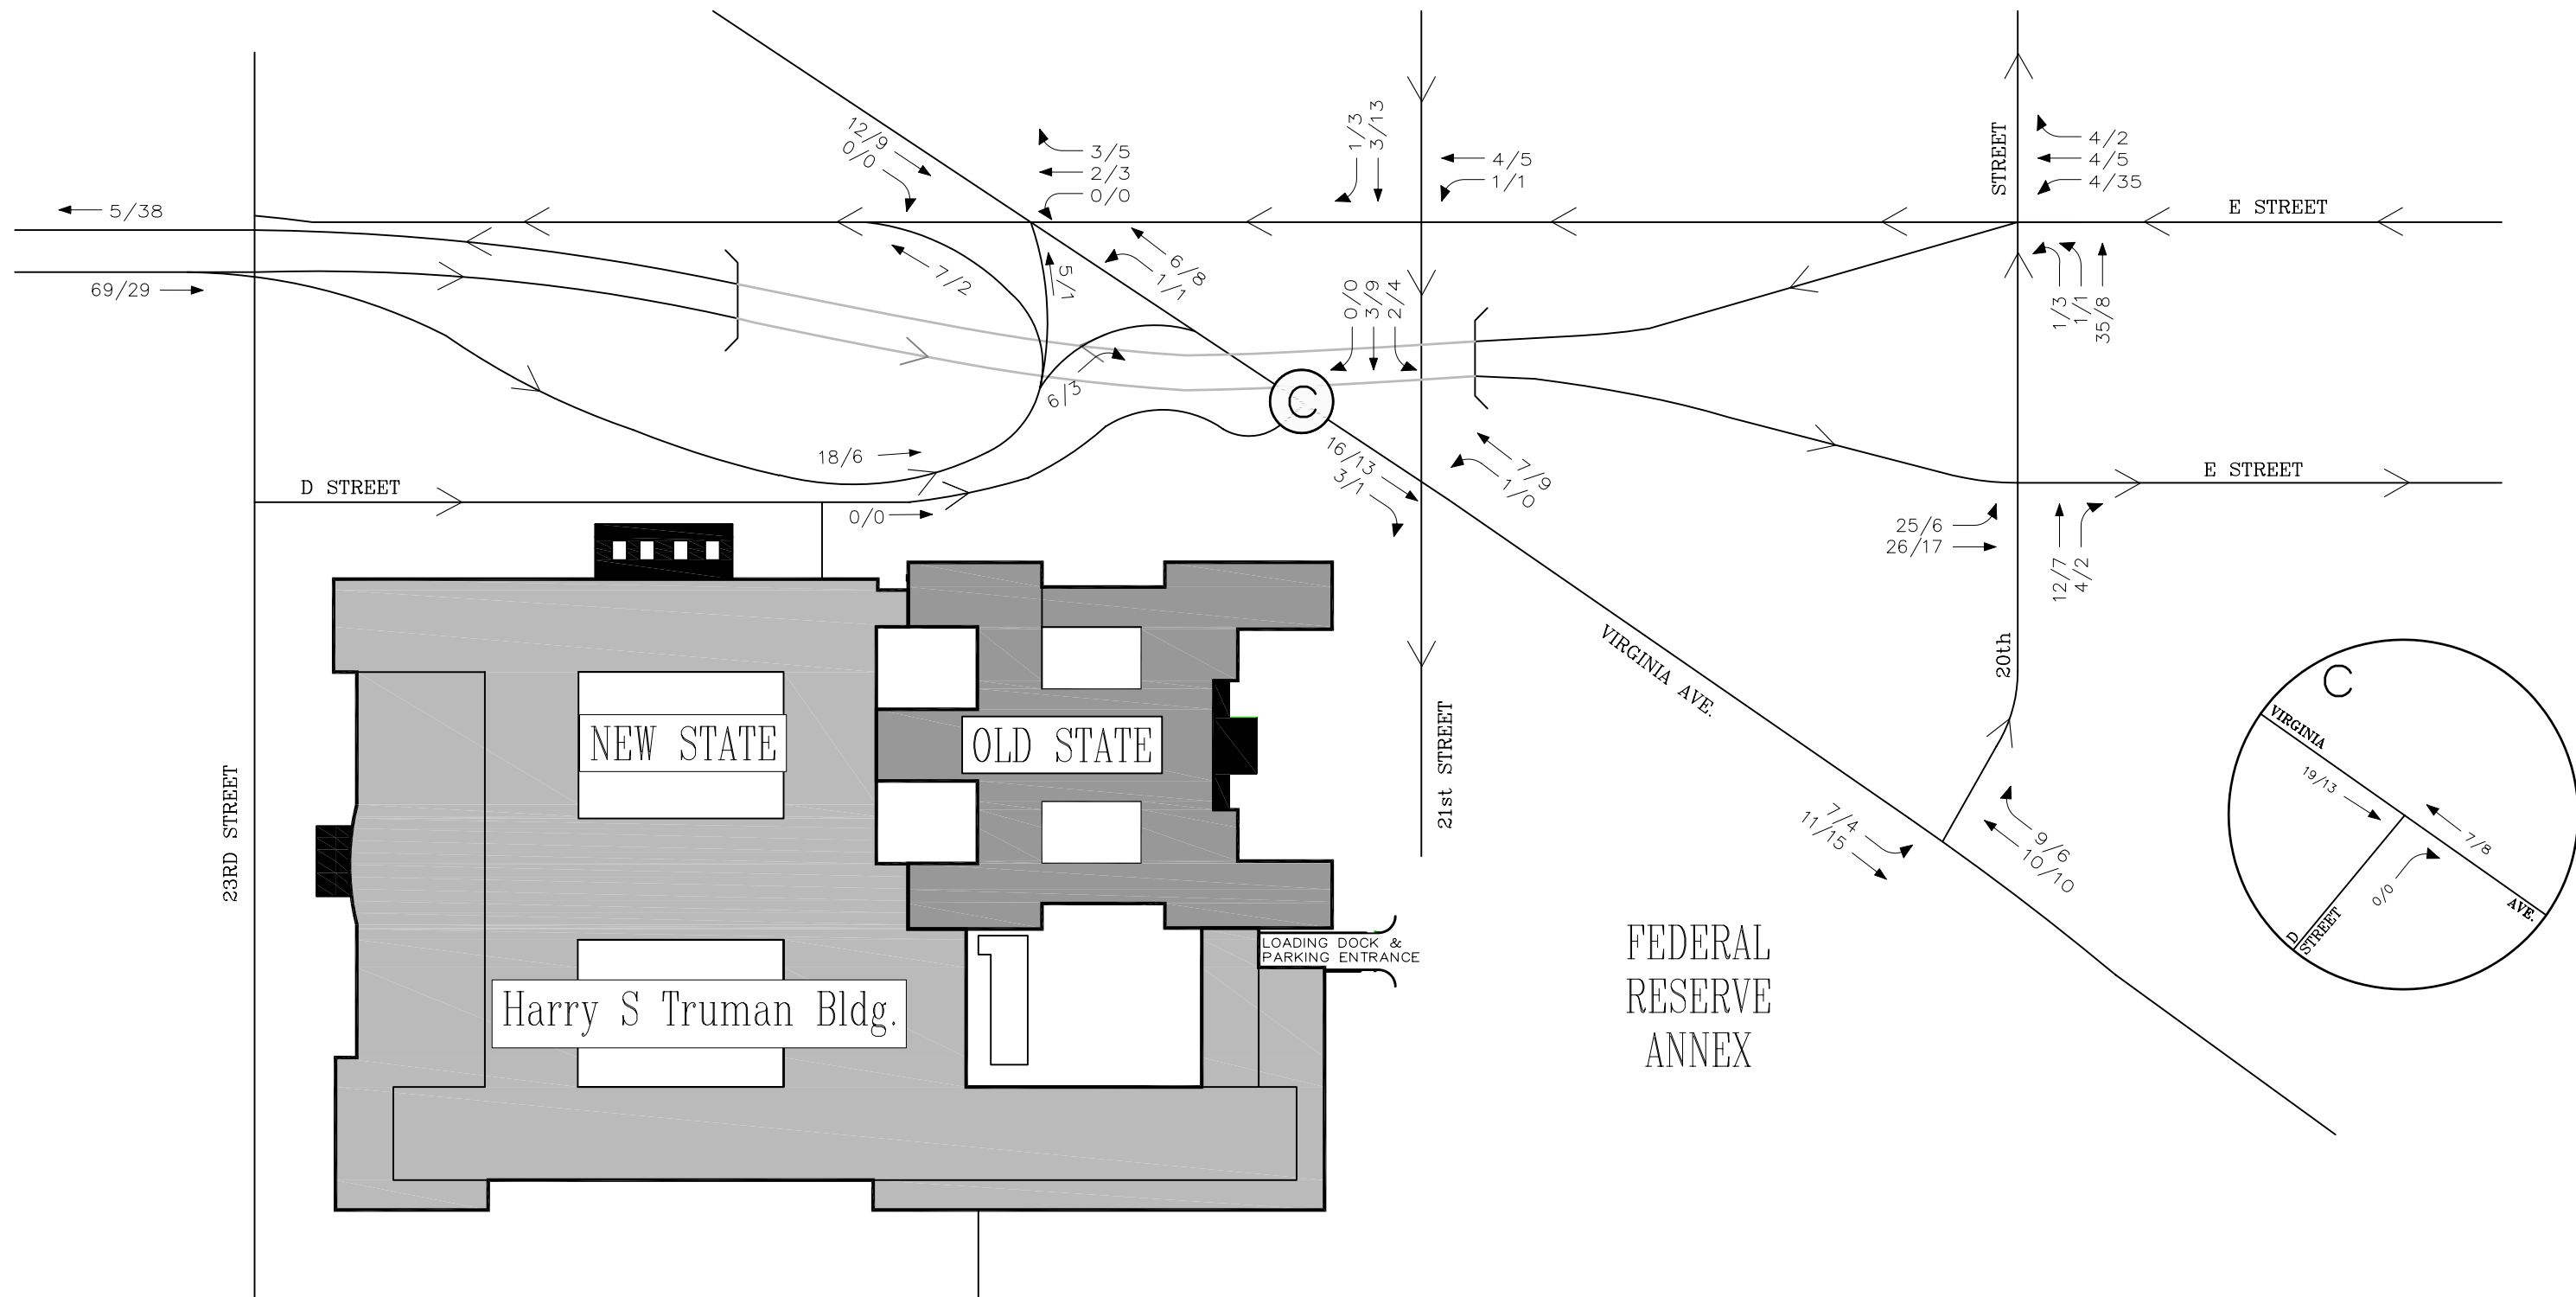 12/9
0/0
3/5
2/3
0/0
1/3
3/13
4/5
1/1
STREET
4/2
4/5
4/35
E STREET
5/38
69/29
7/2
5/1
6/8
1/1
0/0
3/9
2/4
1/3
1/1
35/8
6/3
C
18/6
16/13
3/1
7/9
1/0
D STREET
0/0
E STREET
25/6
26/17
12/7
4/2
VIRGINIA AVE.
20th
C
VIRGINIA
19/13
7/8
0/0
AVE.
D
STREET
NEW STATE
OLD STATE
21st STREET
23RD STREET
7/4
11/15
9/6
10/10
LOADING DOCK &
PARKING ENTRANCE
1
Harry S Truman Bldg.
FEDERAL
RESERVE
ANNEX